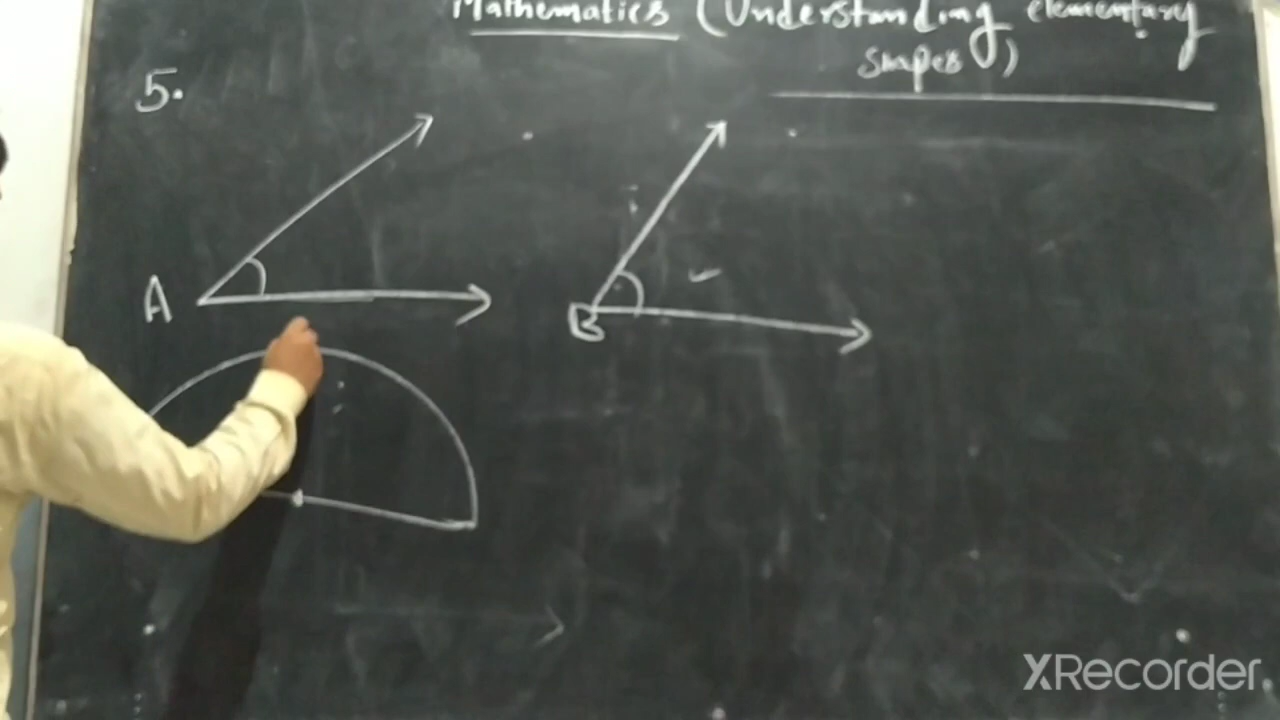 Mathematics (Understanding elementary
Shapes)
5.
A
B
XRecorder